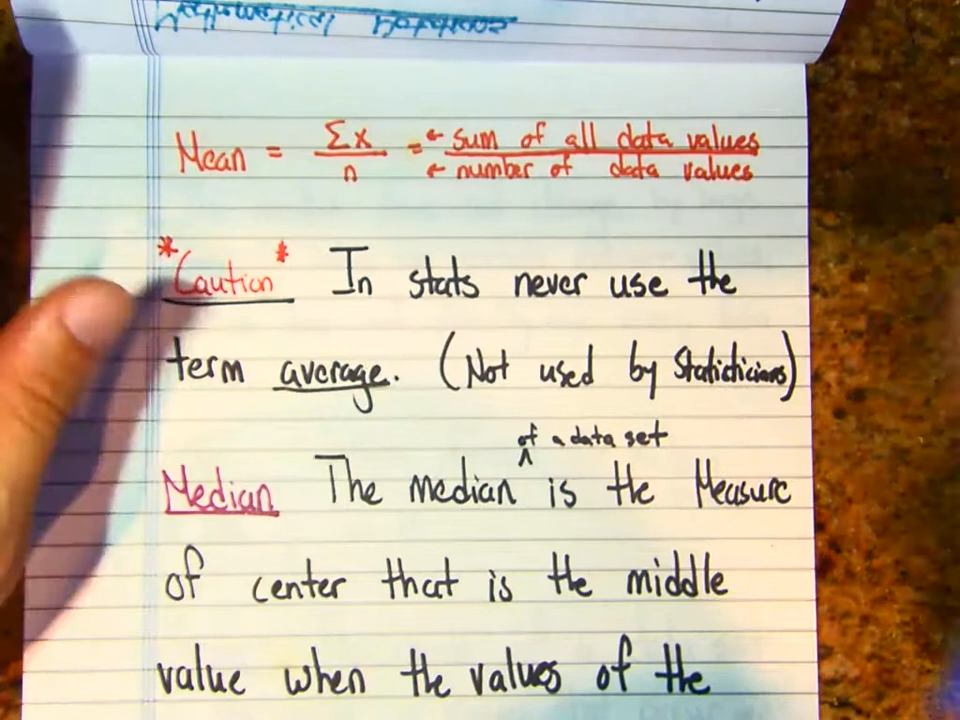 Mean = Σx / n = ← sum of all data values / ← number of data values
*Caution* In stats never use the
term average. (Not used by Statisticians)
of a data set
Median The median ^ is the Measure
of center that is the middle
value when the values of the